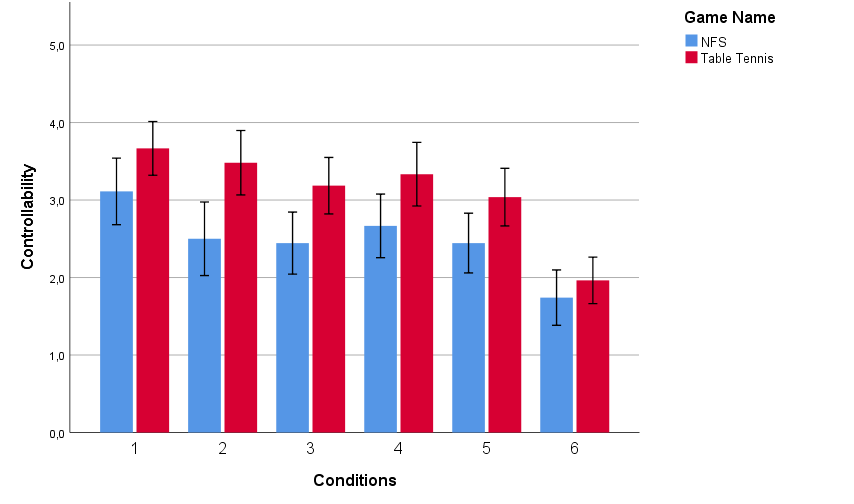 Game Name
NFS
Table Tennis
Controllability
5,0
4,0
3,0
2,0
1,0
0,0
1 2 3 4 5 6
Conditions